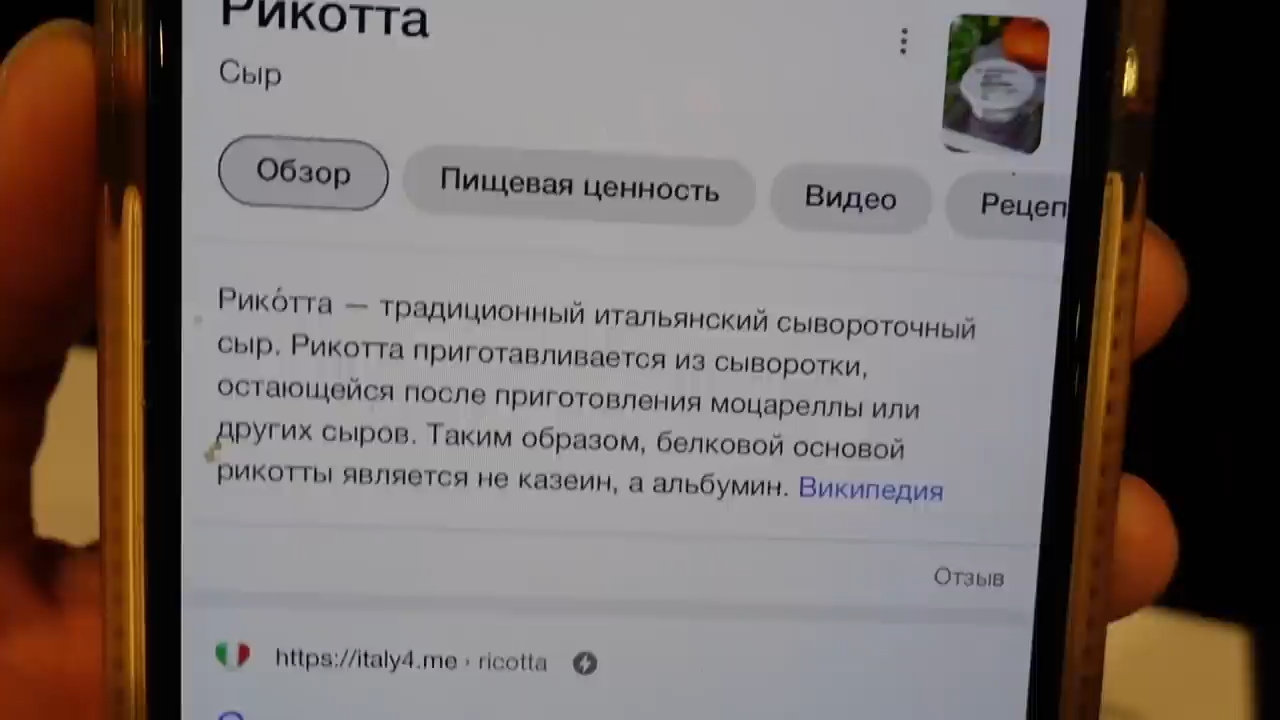 Рикотта
Сыр
Обзор
Пищевая ценность
Видео
Рецеп
Рико́тта — традиционный итальянский сывороточный
сыр. Рикотта приготавливается из сыворотки,
остающейся после приготовления моцареллы или
других сыров. Таким образом, белковой основой
рикотты является не казеин, а альбумин. Википедия
Отзыв
https://italy4.me › ricotta